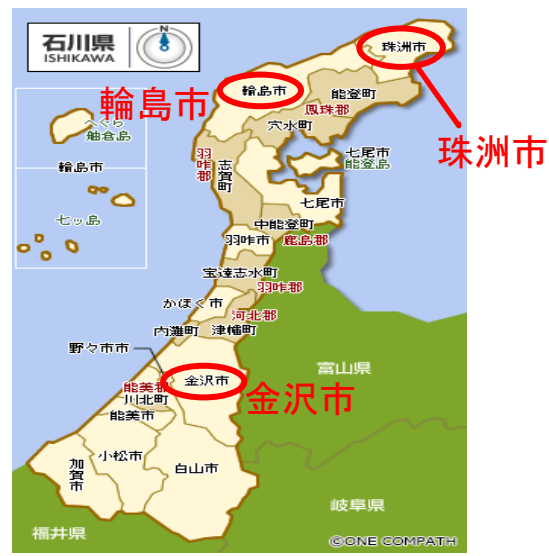 石川県
ISHIKAWA
珠洲市
輪島市
能登町
輪島市
鳳珠郡
穴水町
へぐら
舳倉島
珠洲市
七尾市
能登島
羽咋郡
志賀町
輪島市
七尾市
七ッ島
中能登町
羽咋市
鹿島郡
宝達志水町
羽咋郡
かほく市
河北郡
内灘町
津幡町
野々市市
富山県
金沢市
能美郡
川北町
金沢市
能美市
小松市
加賀市
白山市
岐阜県
福井県
©ONE COMPATH